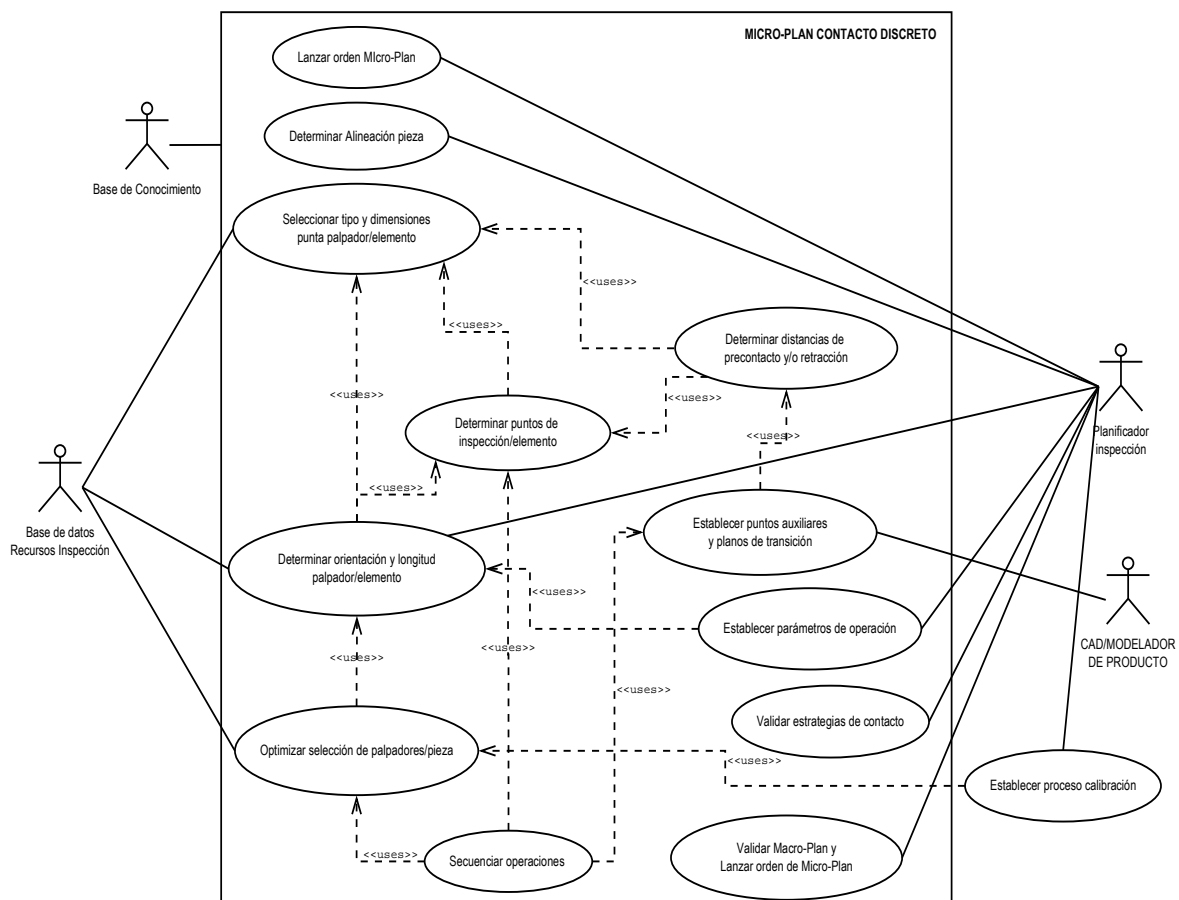 MICRO-PLAN CONTACTO DISCRETO
Lanzar orden MIcro-Plan
Determinar Alineación pieza
Base de Conocimiento
Seleccionar tipo y dimensiones
punta palpador/elemento
<<uses>>
<<uses>>
Determinar distancias de
precontacto y/o retracción
<<uses>>
<<uses>>
Determinar puntos de
inspección/elemento
<<uses>>
Planificador
inspección
<<uses>>
Base de datos
Recursos Inspección
Establecer puntos auxiliares
y planos de transición
Determinar orientación y longitud
palpador/elemento
<<uses>>
Establecer parámetros de operación
<<uses>>
CAD/MODELADOR
DE PRODUCTO
<<uses>>
<<uses>>
Validar estrategias de contacto
Optimizar selección de palpadores/pieza
<<uses>>
Establecer proceso calibración
Validar Macro-Plan y
Lanzar orden de Micro-Plan
<<uses>>
Secuenciar operaciones